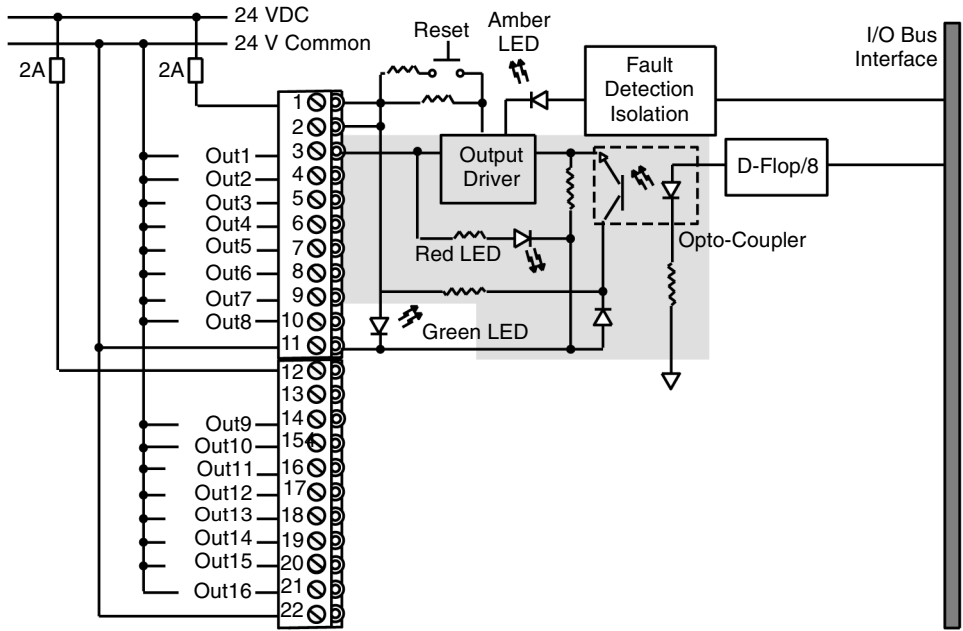 24 VDC
24 V Common
2A
2A
Reset
Amber
LED
Fault
Detection
Isolation
I/O Bus
Interface
1
2
3
4
5
6
7
8
9
10
11
12
13
14
154
16
17
18
19
20
21
22
Out1
Out2
Out3
Out4
Out5
Out6
Out7
Out8
Out9
Out10
Out11
Out12
Out13
Out14
Out15
Out16
Output
Driver
D-Flop/8
Opto-Coupler
Red LED
Green LED